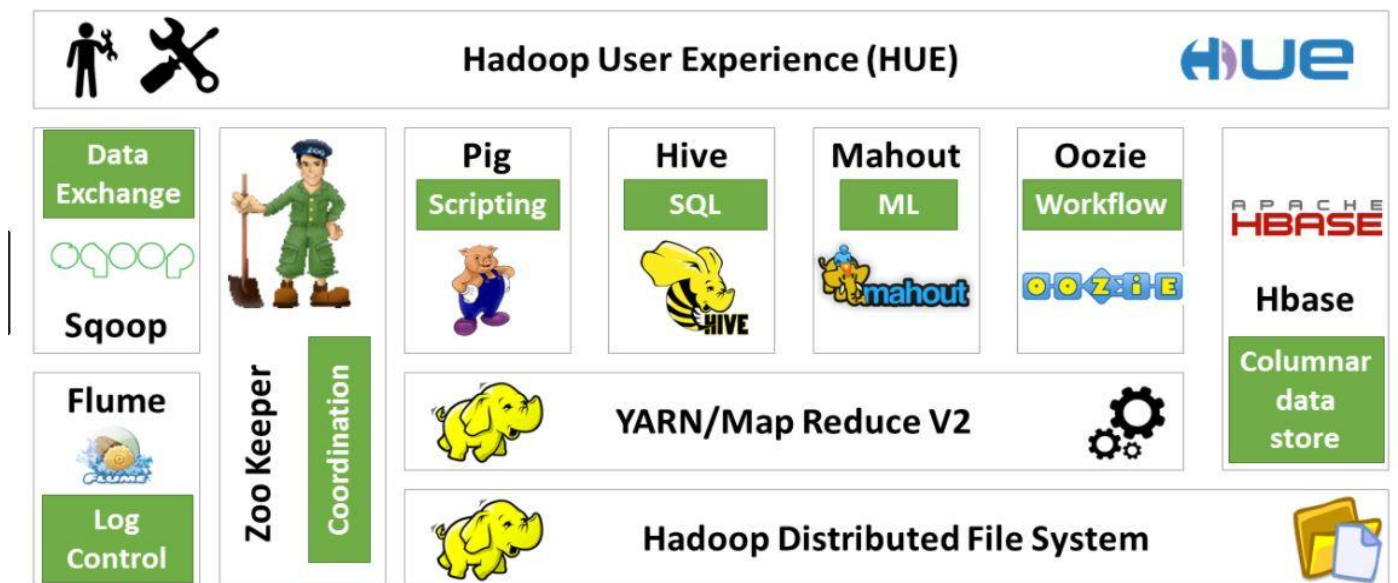 Hadoop User Experience (HUE)
HUE
Data
Exchange
sqoop
Sqoop
Flume
FLUME
Log
Control
ZOO
Zoo Keeper
Coordination
Pig
Scripting
Hive
SQL
HIVE
Mahout
ML
mahout
Oozie
Workflow
OOZiE
APACHE
HBASE
Hbase
Columnar
data
store
YARN/Map Reduce V2
Hadoop Distributed File System